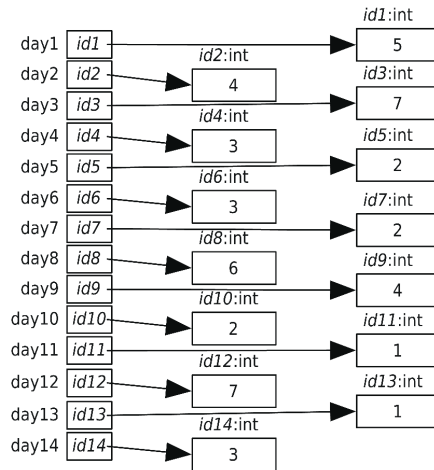 id1:int
day1 id1 5
id2:int
day2 id2 4
id3:int
day3 id3 7
id4:int
day4 id4 3
id5:int
day5 id5 2
id6:int
day6 id6 3
id7:int
day7 id7 2
id8:int
day8 id8 6
id9:int
day9 id9 4
id10:int
day10 id10 2
id11:int
day11 id11 1
id12:int
day12 id12 7
id13:int
day13 id13 1
id14:int
day14 id14 3